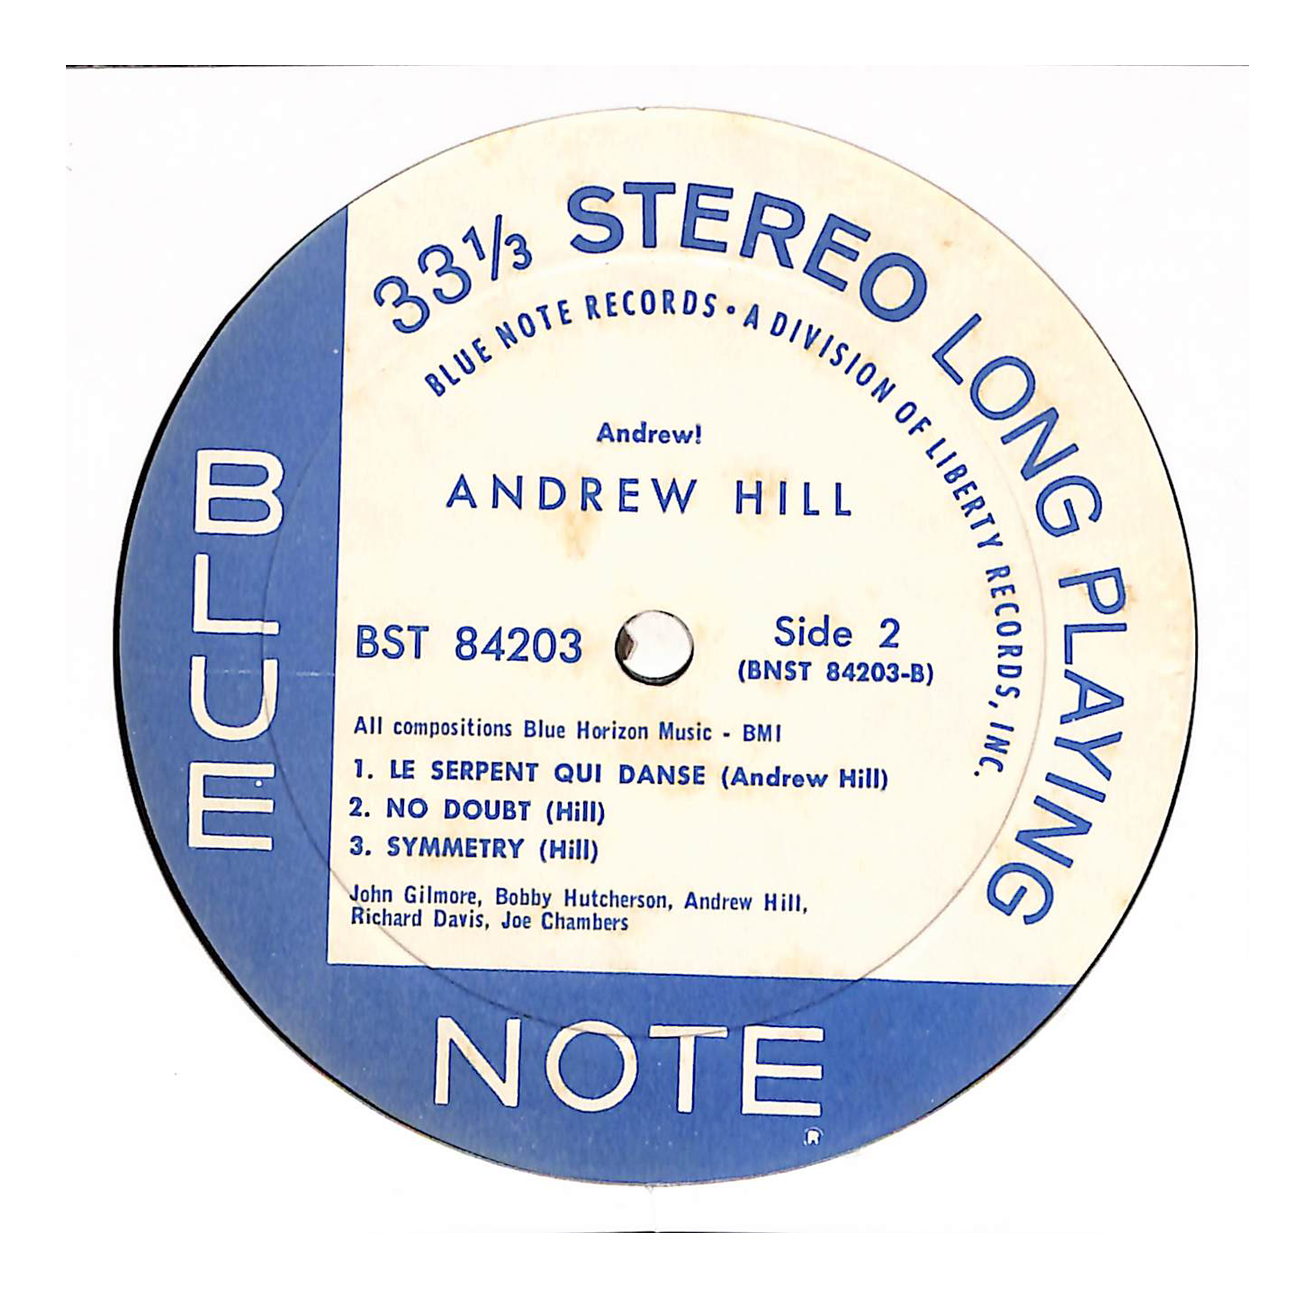 33⅓ STEREO LONG PLAYING
BLUE NOTE RECORDS • A DIVISION OF LIBERTY RECORDS, INC.
Andrew!
ANDREW HILL
BST 84203
Side 2
(BNST 84203-B)
All compositions Blue Horizon Music - BMI
1. LE SERPENT QUI DANSE (Andrew Hill)
2. NO DOUBT (Hill)
3. SYMMETRY (Hill)
John Gilmore, Bobby Hutcherson, Andrew Hill,
Richard Davis, Joe Chambers
BLUE
NOTE
®